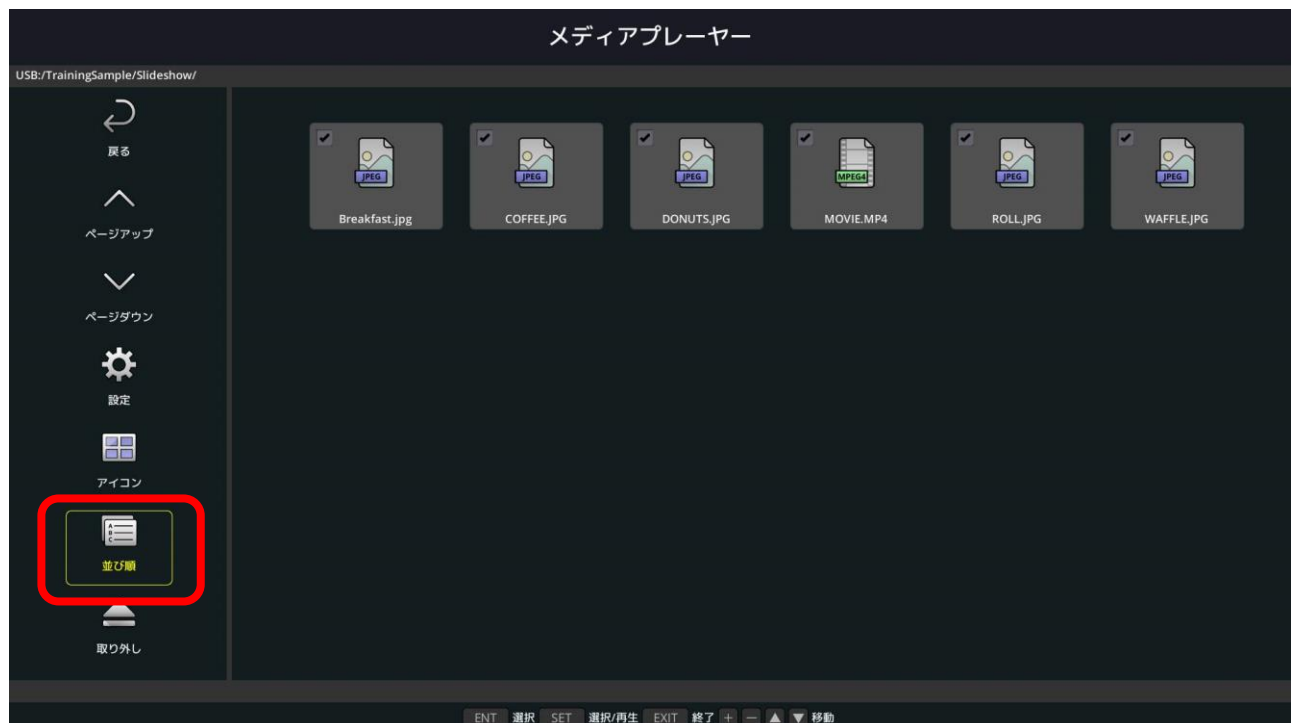 メディアプレーヤー
USB:/TrainingSample/Slideshow/
戻る
ページアップ
ページダウン
設定
アイコン
A
B
C
並び順
取り外し
JPEG
Breakfast.jpg
JPEG
COFFEE.JPG
JPEG
DONUTS.JPG
MPEG4
MOVIE.MP4
JPEG
ROLL.JPG
JPEG
WAFFLE.JPG
ENT 選択 SET 選択/再生 EXIT 終了 + − ▲ ▼ 移動